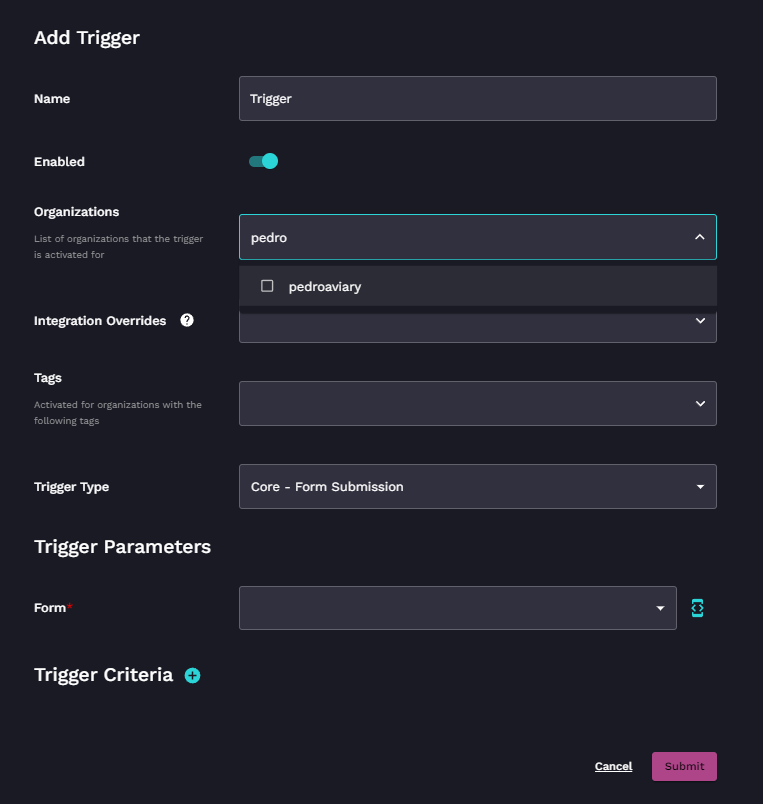 Add Trigger
Name
Trigger
Enabled
Organizations
List of organizations that the trigger
is activated for
pedro
pedroaviary
Integration Overrides ?
Tags
Activated for organizations with the
following tags
Trigger Type
Core - Form Submission
Trigger Parameters
Form*
Trigger Criteria
Cancel
Submit